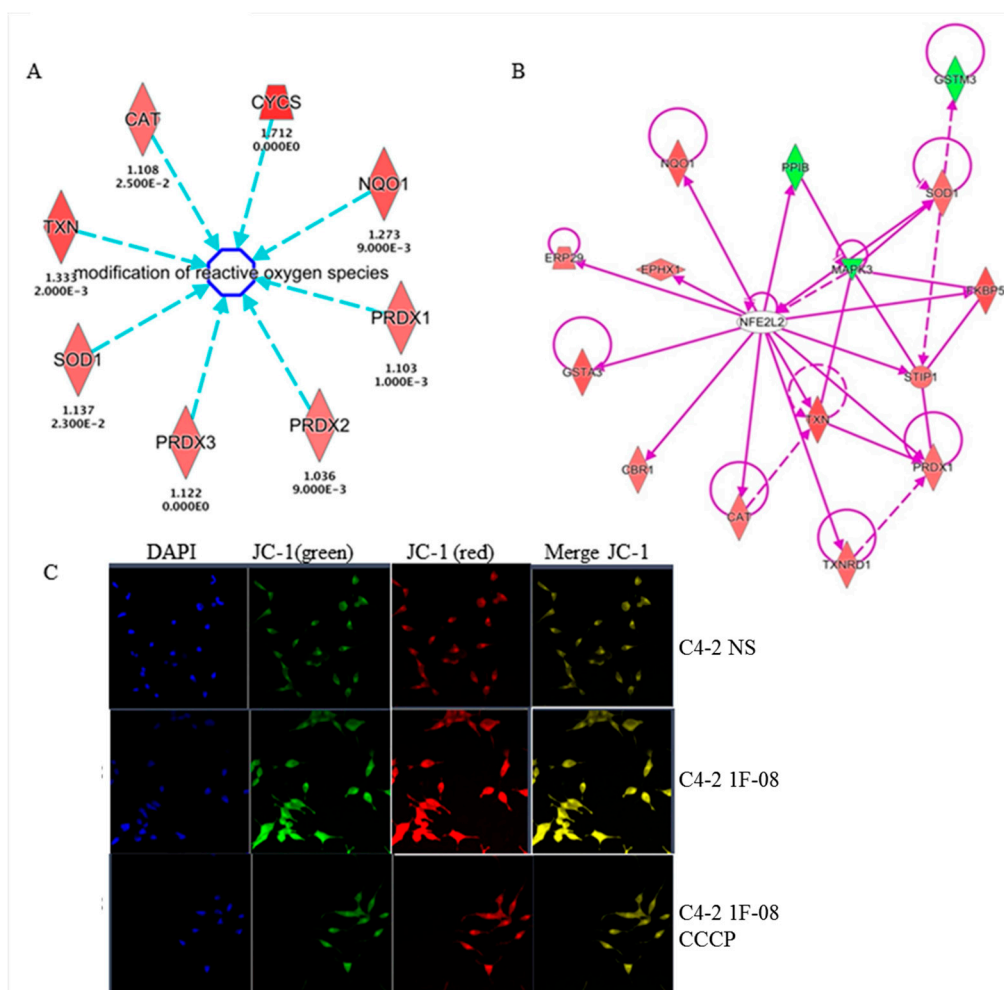 A
CAT
1.108
2.500E-2
CYCS
1.712
0.000E0
NQO1
1.273
9.000E-3
TXN
1.333
2.000E-3
modification of reactive oxygen species
PRDX1
1.103
1.000E-3
SOD1
1.137
2.300E-2
PRDX3
1.122
0.000E0
PRDX2
1.036
9.000E-3
B
GSTM3
NQO1
PPIB
SOD1
ERP29
EPHX1
MAPK3
FKBP5
NFE2L2
GSTA3
STIP1
TXN
CBR1
PRDX1
CAT
TXNRD1
C
DAPI
JC-1(green)
JC-1 (red)
Merge JC-1
C4-2 NS
C4-2 1F-08
C4-2 1F-08
CCCP